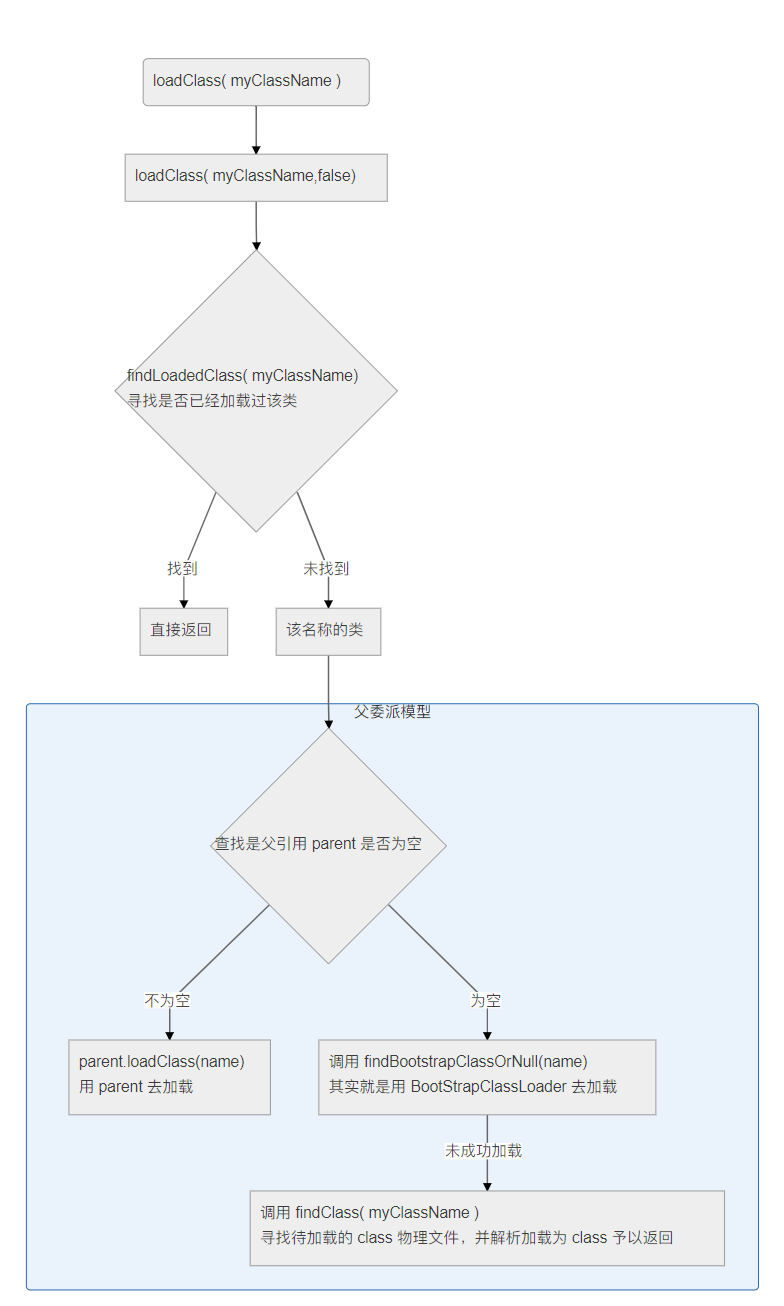 loadClass( myClassName )
loadClass( myClassName,false)
findLoadedClass( myClassName)
寻找是否已经加载过该类
找到
未找到
直接返回
该名称的类
父委派模型
查找是父引用 parent 是否为空
不为空
为空
parent.loadClass(name)
用 parent 去加载
调用 findBootstrapClassOrNull(name)
其实就是用 BootStrapClassLoader 去加载
未成功加载
调用 findClass( myClassName )
寻找待加载的 class 物理文件，并解析加载为 class 予以返回